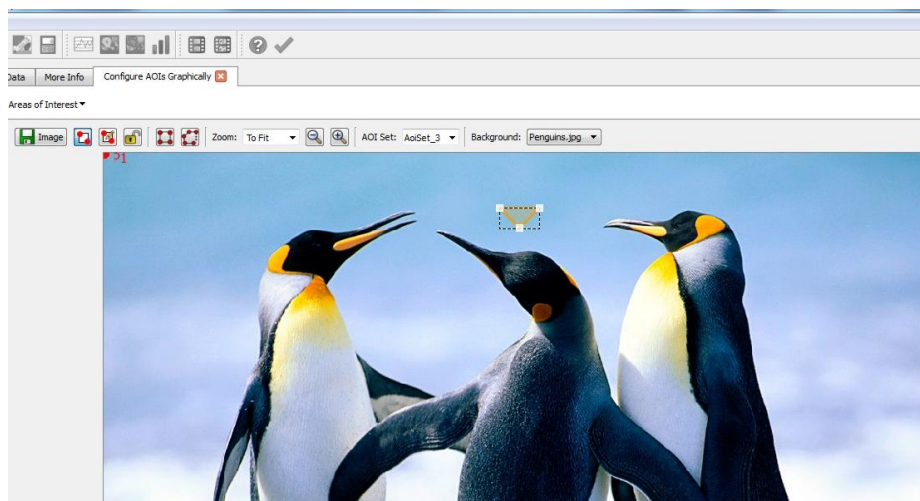 Data More Info Configure AOIs Graphically
Areas of Interest
Image Zoom: To Fit AOI Set: AoiSet_3 Background: Penguins.jpg
P1